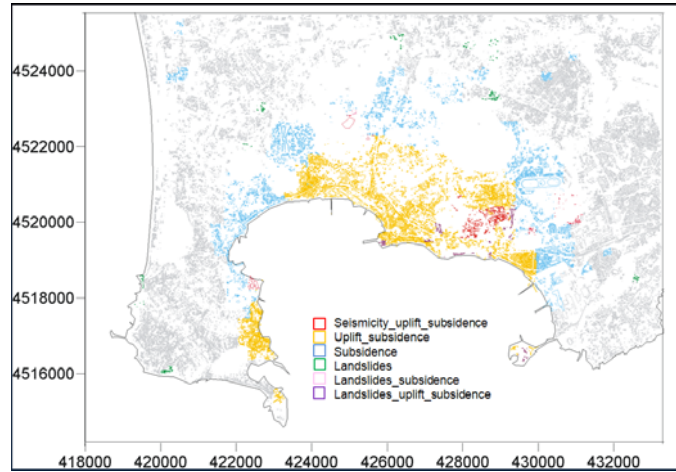 4524000
4522000
4520000
4518000
4516000
Seismicity_uplift_subsidence
Uplift_subsidence
Subsidence
Landslides
Landslides_subsidence
Landslides_uplift_subsidence
418000 420000 422000 424000 426000 428000 430000 432000